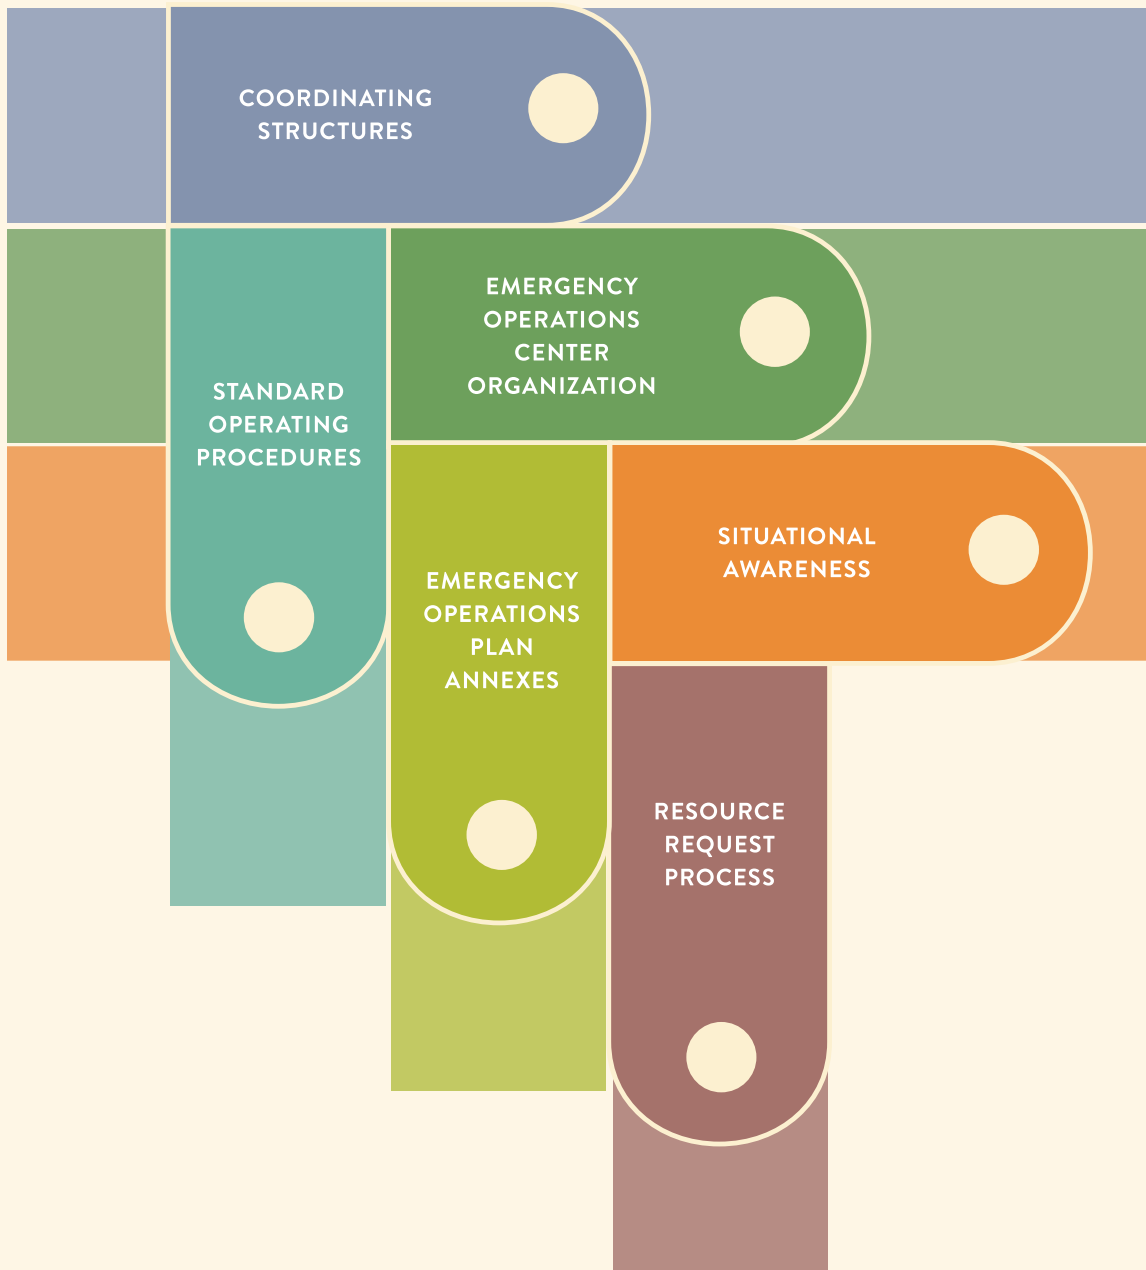 COORDINATING
STRUCTURES
EMERGENCY
OPERATIONS
CENTER
ORGANIZATION
STANDARD
OPERATING
PROCEDURES
SITUATIONAL
AWARENESS
EMERGENCY
OPERATIONS
PLAN
ANNEXES
RESOURCE
REQUEST
PROCESS